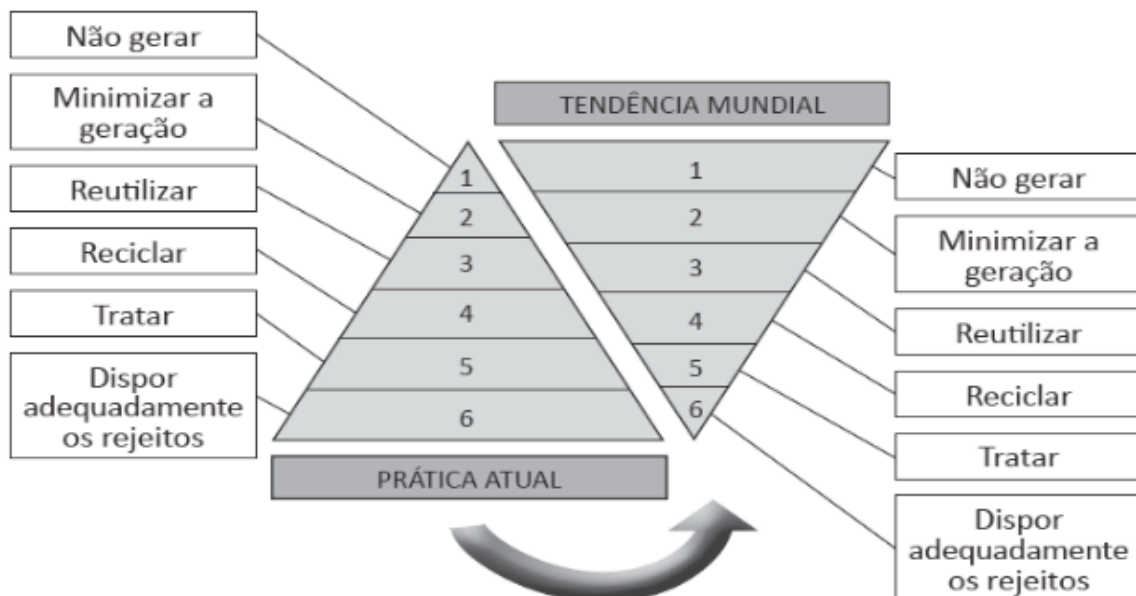 Não gerar
Minimizar a
geração
Reutilizar
Reciclar
Tratar
Dispor
adequadamente
os rejeitos
1
2
3
4
5
6
PRÁTICA ATUAL
TENDÊNCIA MUNDIAL
1
2
3
4
5
6
Não gerar
Minimizar a
geração
Reutilizar
Reciclar
Tratar
Dispor
adequadamente
os rejeitos